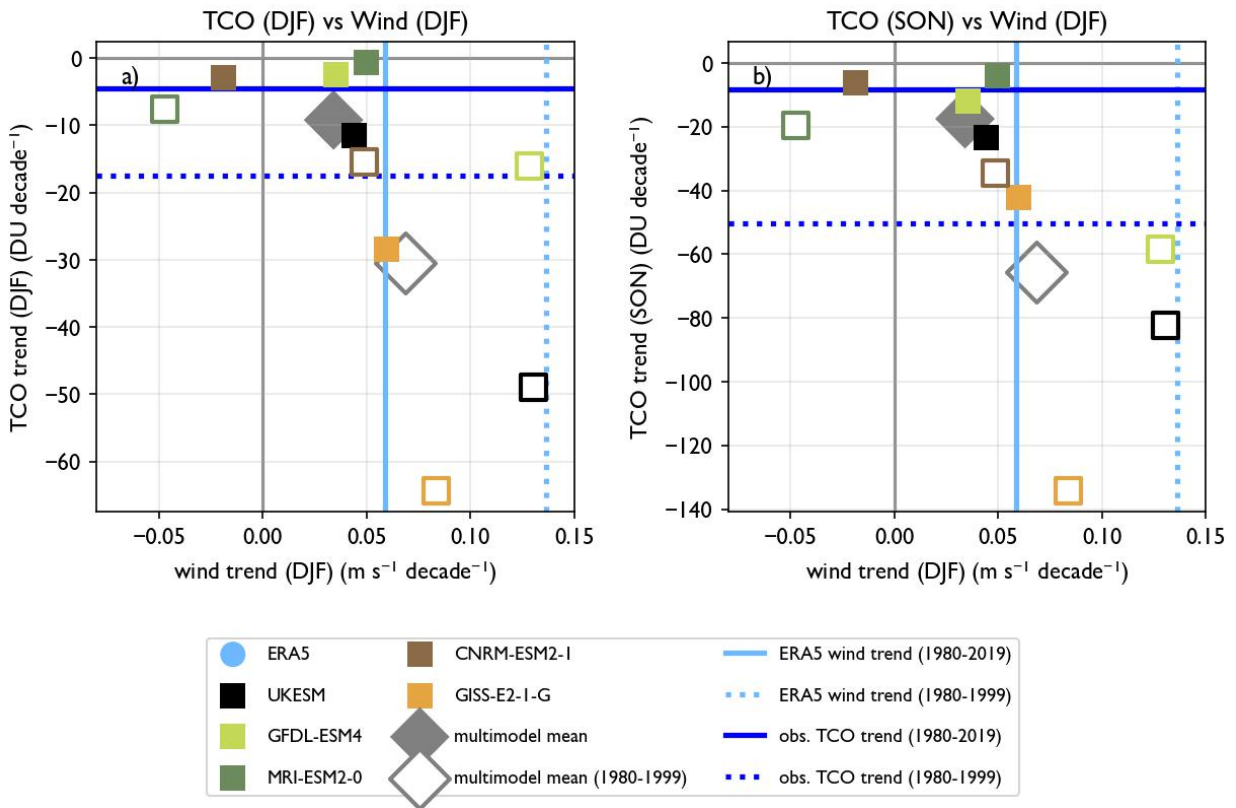 TCO (DJF) vs Wind (DJF)
a)
0
−10
−20
−30
−40
−50
−60
TCO trend (DJF) (DU decade⁻¹)
−0.05 0.00 0.05 0.10 0.15
wind trend (DJF) (m s⁻¹ decade⁻¹)
TCO (SON) vs Wind (DJF)
b)
0
−20
−40
−60
−80
−100
−120
−140
TCO trend (SON) (DU decade⁻¹)
−0.05 0.00 0.05 0.10 0.15
wind trend (DJF) (m s⁻¹ decade⁻¹)
ERA5
UKESM
GFDL-ESM4
MRI-ESM2-0
CNRM-ESM2-1
GISS-E2-1-G
multimodel mean
multimodel mean (1980-1999)
ERA5 wind trend (1980-2019)
ERA5 wind trend (1980-1999)
obs. TCO trend (1980-2019)
obs. TCO trend (1980-1999)